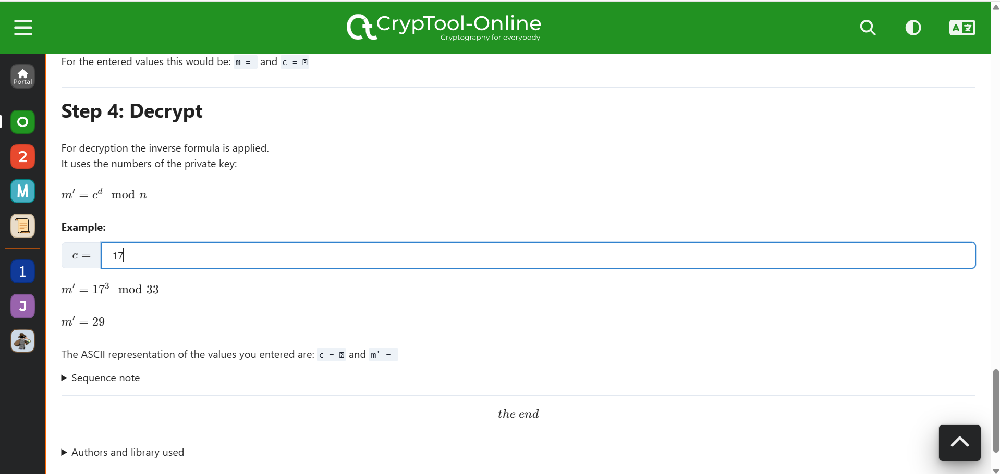 CrypTool-Online
Cryptography for everybody
A 文
Portal
O
2
M
1
J
For the entered values this would be: m = and c = 
Step 4: Decrypt
For decryption the inverse formula is applied.
It uses the numbers of the private key:
m′ = c^d mod n
Example:
c = 17
m′ = 17³ mod 33
m′ = 29
The ASCII representation of the values you entered are: c = and m' =
▶ Sequence note
the end
▶ Authors and library used